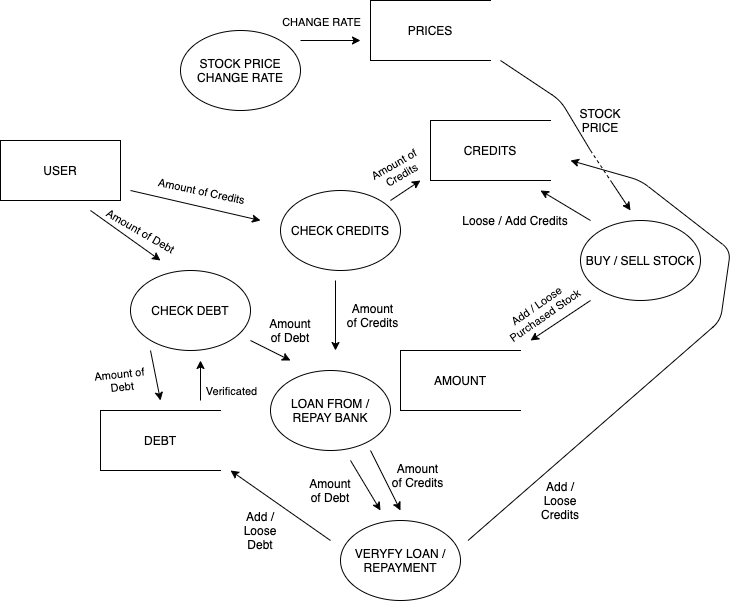 CHANGE RATE
PRICES
STOCK PRICE
CHANGE RATE
STOCK
PRICE
CREDITS
Amount of
Credits
USER
Amount of Credits
Amount of Debt
CHECK CREDITS
Loose / Add Credits
BUY / SELL STOCK
CHECK DEBT
Amount
of Debt
Amount
of Credits
Add / Loose
Purchased Stock
Amount of
Debt
Verificated
AMOUNT
LOAN FROM /
REPAY BANK
DEBT
Amount
of Debt
Amount
of Credits
Add /
Loose
Debt
Add /
Loose
Credits
VERYFY LOAN /
REPAYMENT